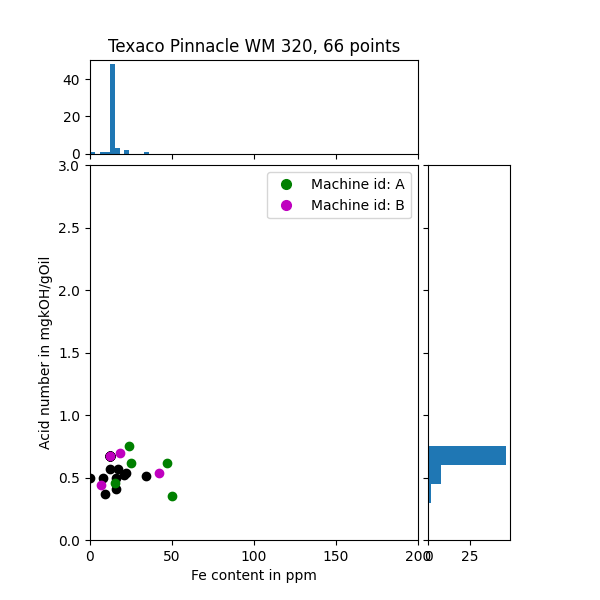 Texaco Pinnacle WM 320, 66 points
40
20
0
3.0
2.5
2.0
1.5
1.0
0.5
0.0
Acid number in mgkOH/gOil
Machine id: A
Machine id: B
0 50 100 150 200
0 25
Fe content in ppm